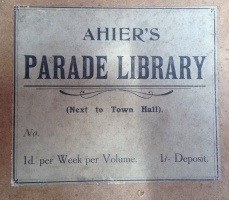 AHIER'S
PARADE LIBRARY
(Next to Town Hall).
No.
1d. per Week per Volume. 1/- Deposit.